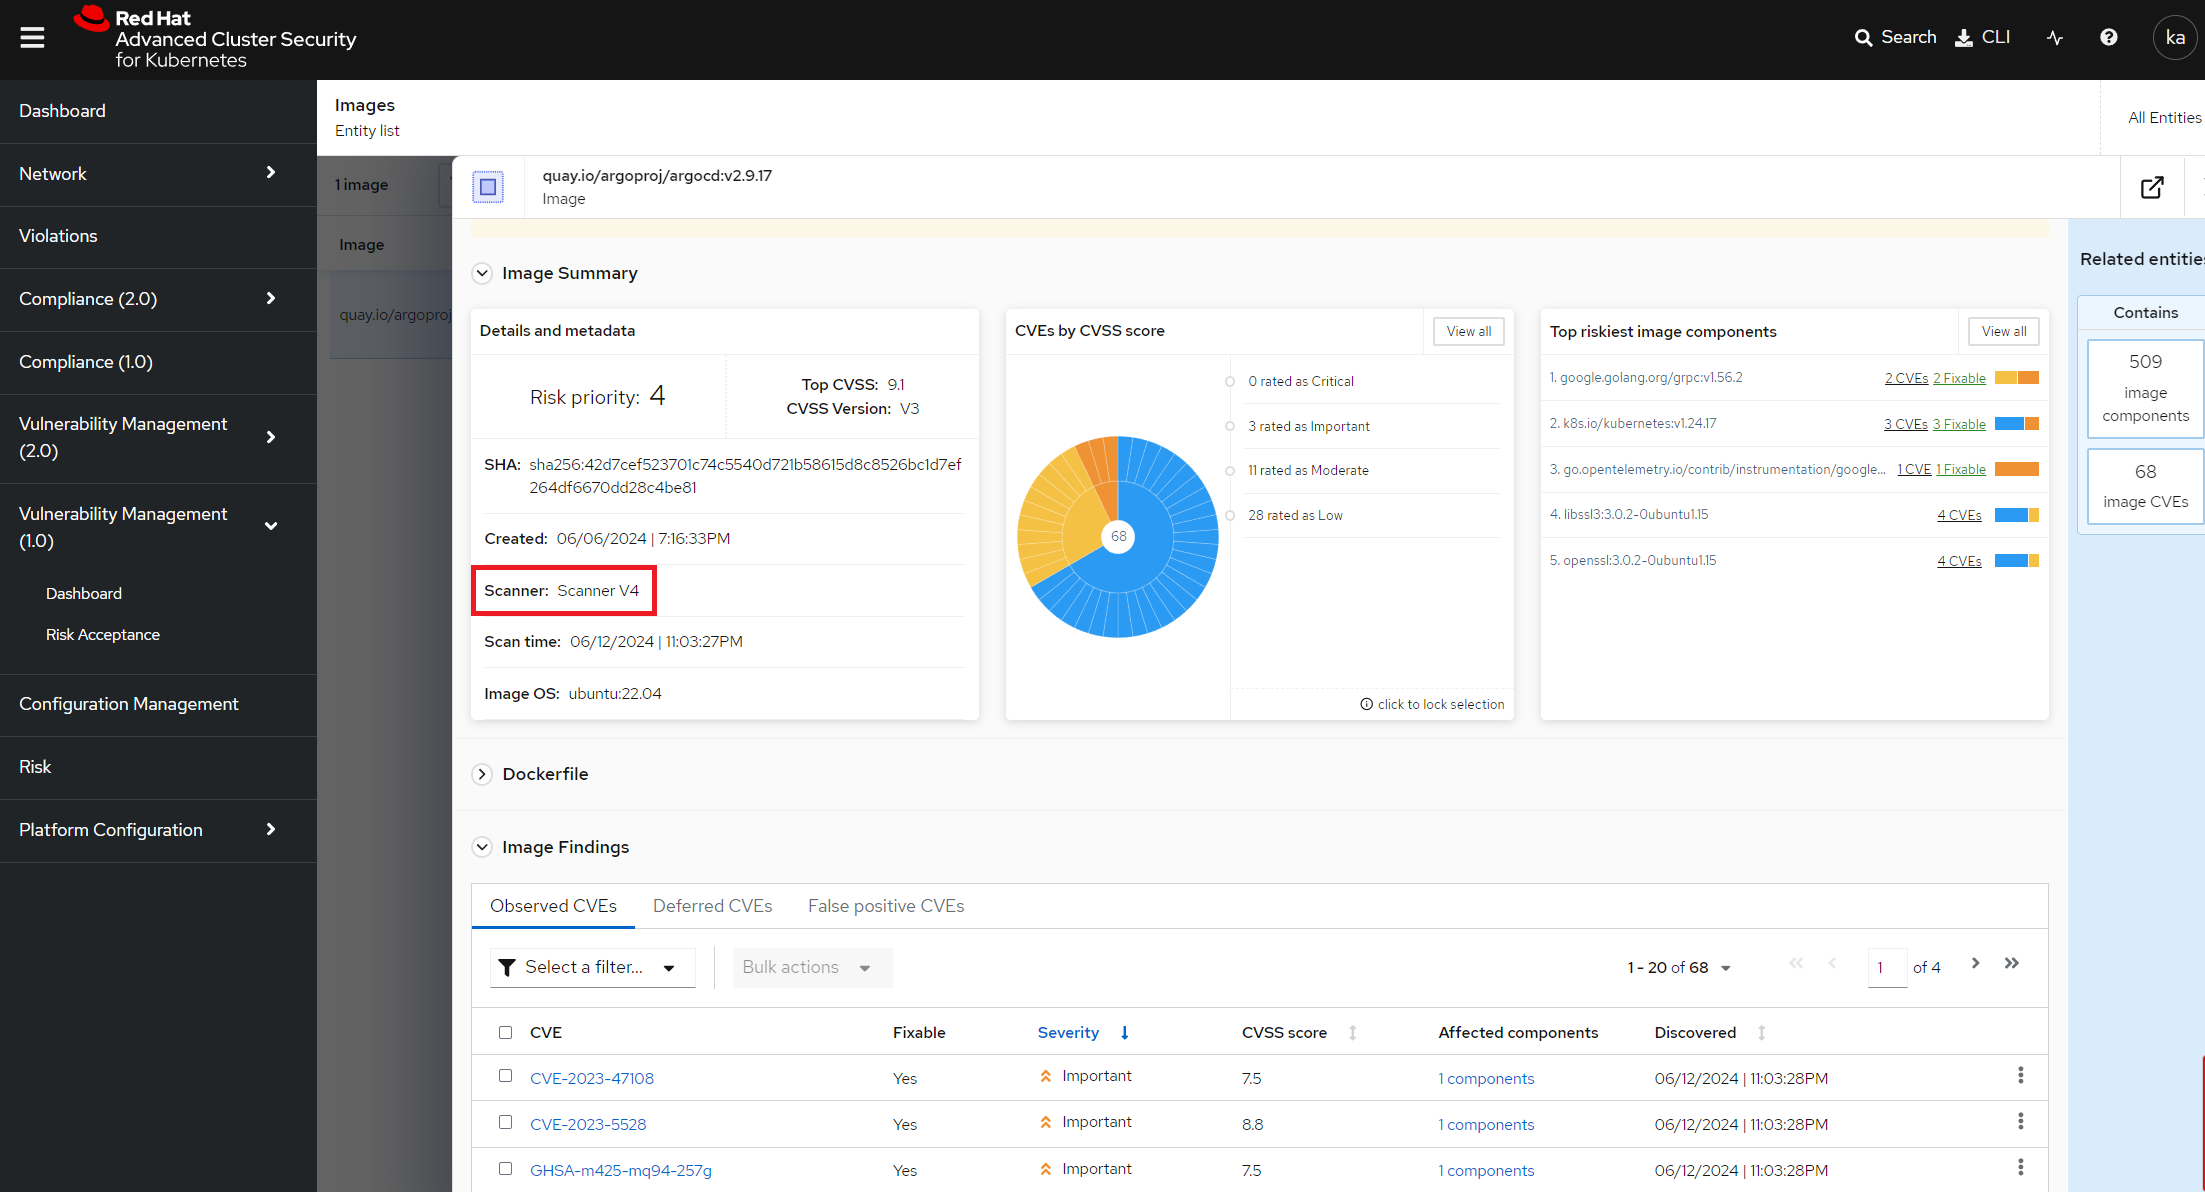 Red Hat
Advanced Cluster Security
for Kubernetes
Search
CLI
ka
Dashboard
Network
Violations
Compliance (2.0)
Compliance (1.0)
Vulnerability Management
(2.0)
Vulnerability Management
(1.0)
Dashboard
Risk Acceptance
Configuration Management
Risk
Platform Configuration
Images
Entity list
All Entities
1 image
Image
quay.io/argoproj
quay.io/argoproj/argocd:v2.9.17
Image
Image Summary
Details and metadata
Risk priority: 4
Top CVSS: 9.1
CVSS Version: V3
SHA: sha256:42d7cef523701c74c5540d721b58615d8c8526bc1d7ef
264df6670dd28c4be81
Created: 06/06/2024 | 7:16:33PM
Scanner: Scanner V4
Scan time: 06/12/2024 | 11:03:27PM
Image OS: ubuntu:22.04
CVEs by CVSS score
View all
68
0 rated as Critical
3 rated as Important
11 rated as Moderate
28 rated as Low
click to lock selection
Top riskiest image components
View all
1. google.golang.org/grpc:v1.56.2 2 CVEs 2 Fixable
2. k8s.io/kubernetes:v1.24.17 3 CVEs 3 Fixable
3. go.opentelemetry.io/contrib/instrumentation/google... 1 CVE 1 Fixable
4. libssl3:3.0.2-0ubuntu1.15 4 CVEs
5. openssl:3.0.2-0ubuntu1.15 4 CVEs
Related entities
Contains
509
image
components
68
image CVEs
Dockerfile
Image Findings
Observed CVEs Deferred CVEs False positive CVEs
Select a filter... Bulk actions 1 - 20 of 68 1 of 4
CVE Fixable Severity CVSS score Affected components Discovered
CVE-2023-47108 Yes Important 7.5 1 components 06/12/2024 | 11:03:28PM
CVE-2023-5528 Yes Important 8.8 1 components 06/12/2024 | 11:03:28PM
GHSA-m425-mq94-257g Yes Important 7.5 1 components 06/12/2024 | 11:03:28PM